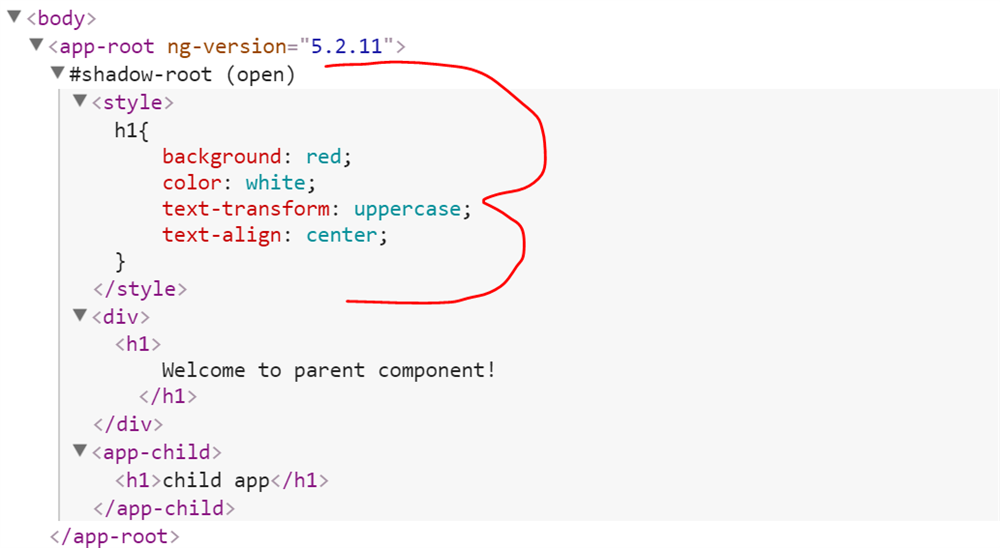 <body>
<app-root ng-version="5.2.11">
#shadow-root (open)
<style>
h1{
background: red;
color: white;
text-transform: uppercase;
text-align: center;
}
</style>
<div>
<h1>
Welcome to parent component!
</h1>
</div>
<app-child>
<h1>child app</h1>
</app-child>
</app-root>